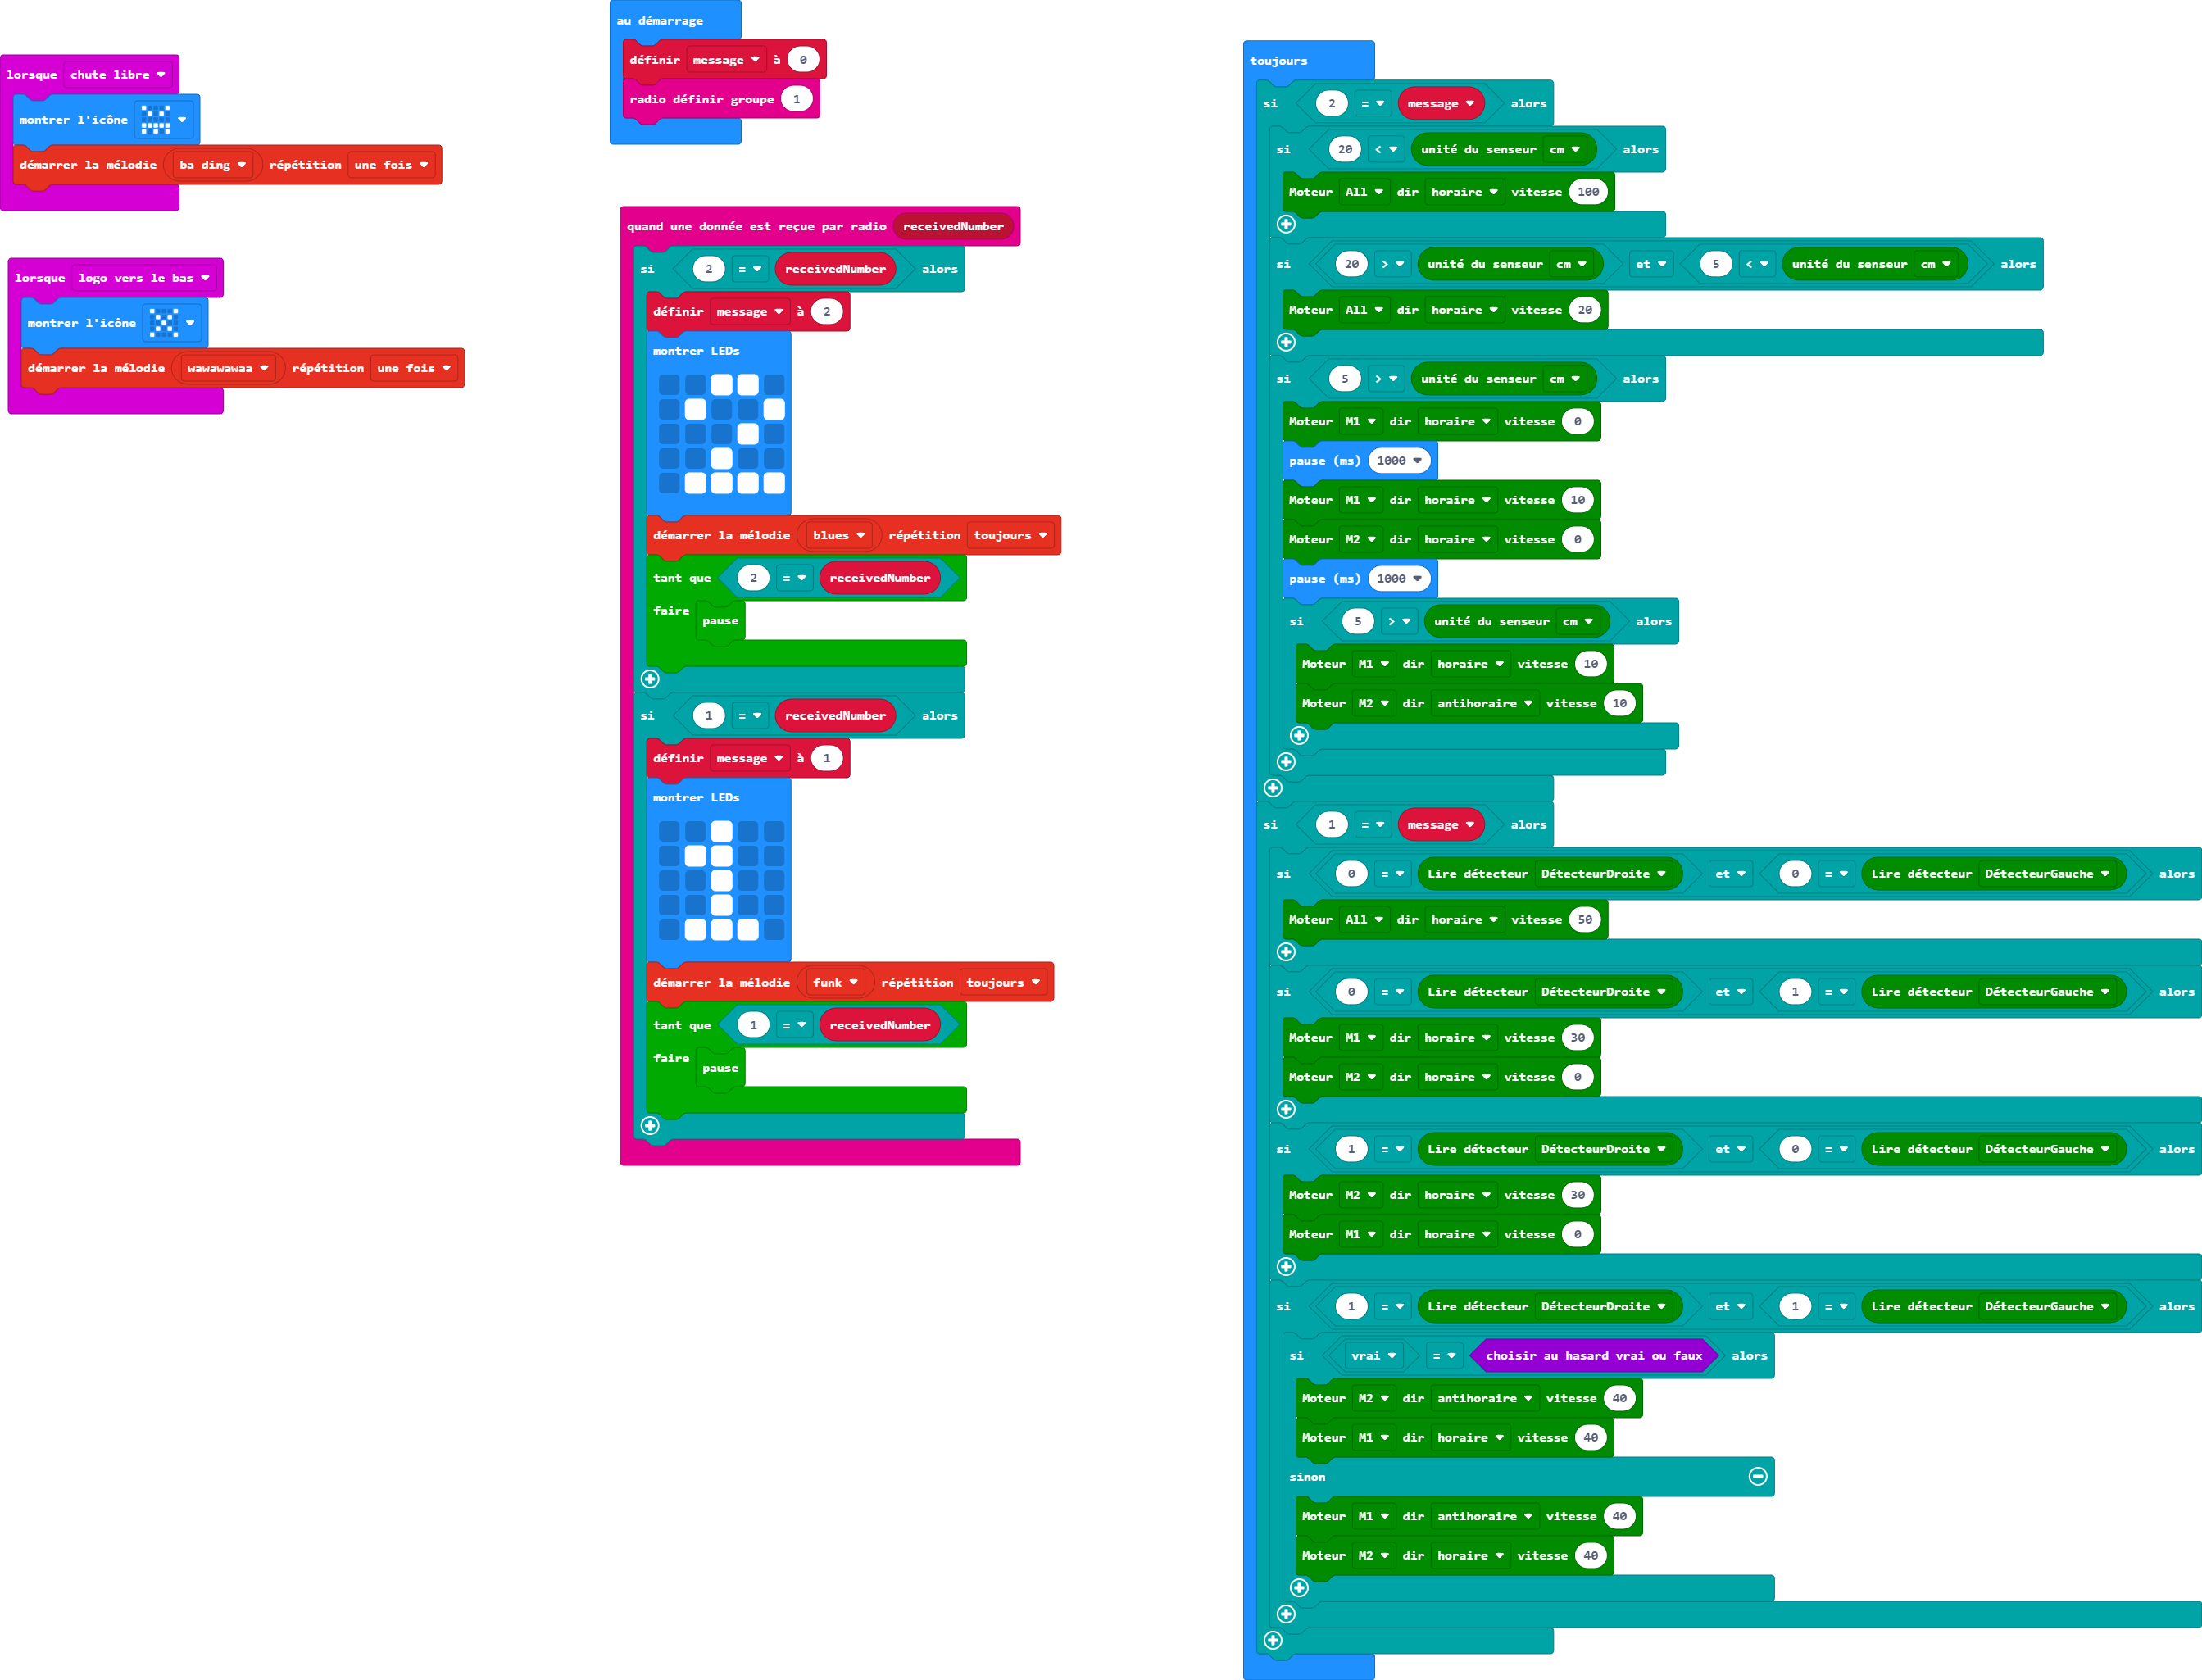 lorsque chute libre
montrer l'icône
démarrer la mélodie ba ding répétition une fois
lorsque logo vers le bas
montrer l'icône
démarrer la mélodie wawawawaa répétition une fois
au démarrage
définir message à 0
radio définir groupe 1
quand une donnée est reçue par radio receivedNumber
si 2 = receivedNumber alors
définir message à 2
montrer LEDs
démarrer la mélodie blues répétition toujours
tant que 2 = receivedNumber
faire pause
si 1 = receivedNumber alors
définir message à 1
montrer LEDs
démarrer la mélodie funk répétition toujours
tant que 1 = receivedNumber
faire pause
toujours
si 2 = message alors
si 20 < unité du senseur cm alors
Moteur All dir horaire vitesse 100
si 20 > unité du senseur cm et 5 < unité du senseur cm alors
Moteur All dir horaire vitesse 20
si 5 > unité du senseur cm alors
Moteur M1 dir horaire vitesse 0
pause (ms) 1000
Moteur M1 dir horaire vitesse 10
Moteur M2 dir horaire vitesse 0
pause (ms) 1000
si 5 > unité du senseur cm alors
Moteur M1 dir horaire vitesse 10
Moteur M2 dir antihoraire vitesse 10
si 1 = message alors
si 0 = Lire détecteur DétecteurDroite et 0 = Lire détecteur DétecteurGauche alors
Moteur All dir horaire vitesse 50
si 0 = Lire détecteur DétecteurDroite et 1 = Lire détecteur DétecteurGauche alors
Moteur M1 dir horaire vitesse 30
Moteur M2 dir horaire vitesse 0
si 1 = Lire détecteur DétecteurDroite et 0 = Lire détecteur DétecteurGauche alors
Moteur M2 dir horaire vitesse 30
Moteur M1 dir horaire vitesse 0
si 1 = Lire détecteur DétecteurDroite et 1 = Lire détecteur DétecteurGauche alors
si vrai = choisir au hasard vrai ou faux alors
Moteur M2 dir antihoraire vitesse 40
Moteur M1 dir horaire vitesse 40
sinon
Moteur M1 dir antihoraire vitesse 40
Moteur M2 dir horaire vitesse 40